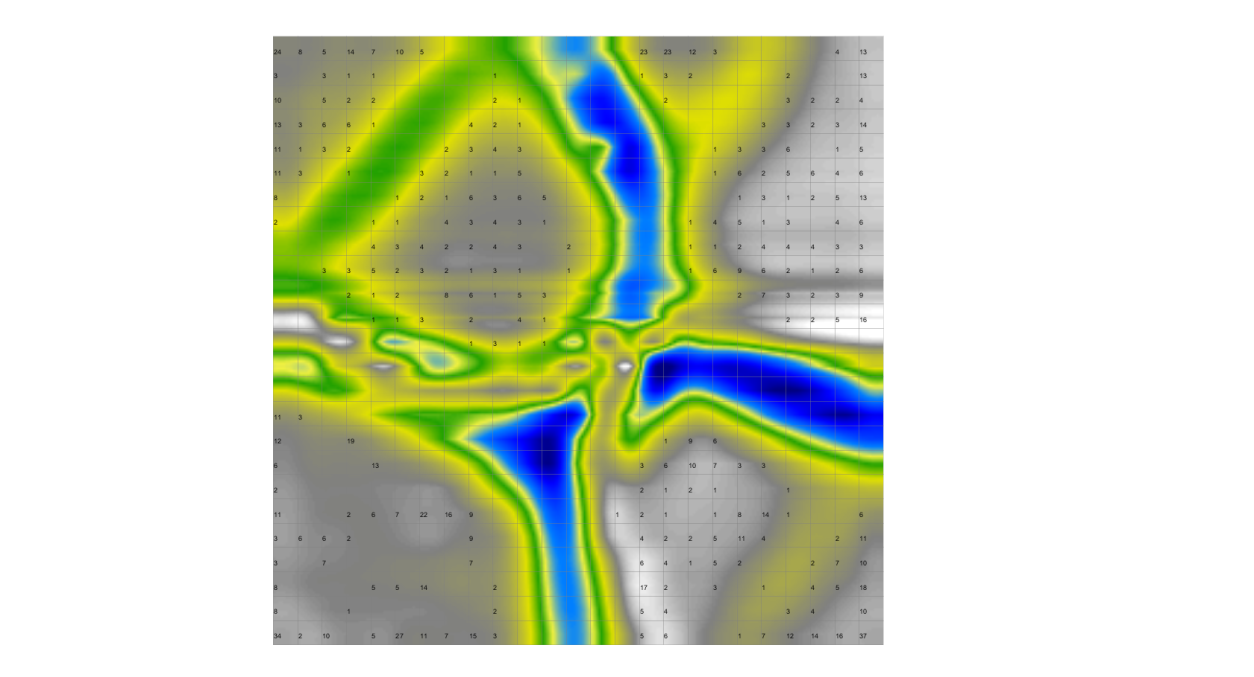 24 8 5 14 7 10 5 23 23 12 3 4 13
3 3 1 1 1 1 3 2 2 13
10 5 2 2 2 1 2 3 2 2 4
13 3 6 6 1 4 2 1 3 3 2 3 14
11 1 3 2 2 3 4 3 1 3 3 6 1 5
11 3 1 3 2 1 1 5 1 6 2 5 6 4 6
8 1 2 1 6 3 6 5 3 1 2 5 13
2 1 1 4 3 4 3 1 1 4 5 1 3 4 6
4 3 4 2 2 4 3 2 1 1 2 4 4 4 3 3
3 3 5 2 3 2 1 3 1 1 1 6 9 6 2 1 2 6
2 1 2 8 6 1 5 3 2 7 3 2 3 9
1 1 3 2 4 1 2 2 5 16
1 3 1 1
11 3
12 19 1 9 6
6 13 3 6 10 7 3 3
2 2 1 2 1 1
11 2 6 7 22 16 9 1 2 1 1 8 14 1 6
3 6 6 2 9 4 2 2 5 11 4 2 11
3 7 7 6 4 1 5 2 2 7 10
8 5 5 14 2 17 2 3 1 4 5 18
8 1 2 5 4 3 4 10
34 2 10 5 27 11 7 15 3 5 6 1 7 12 14 16 37